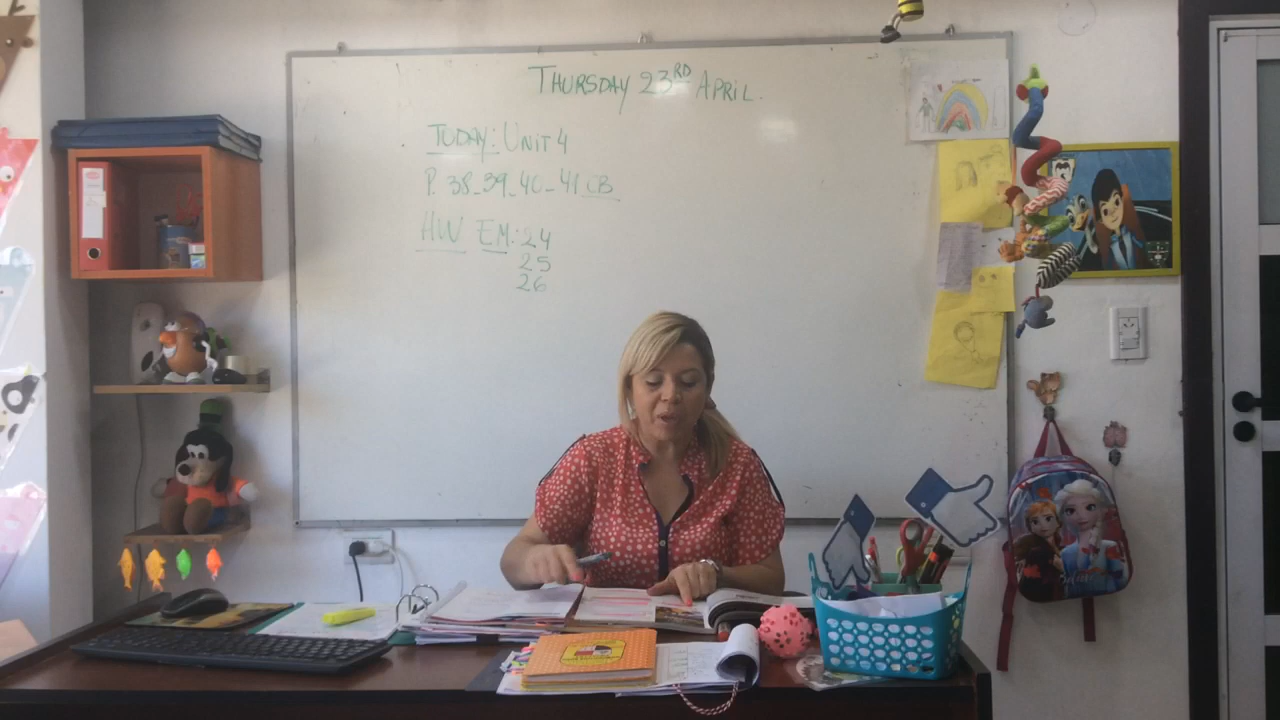 THURSDAY 23RD APRIL.
TODAY: UNIT 4
P. 38_39_40_41 CB
HW EM: 24
25
26